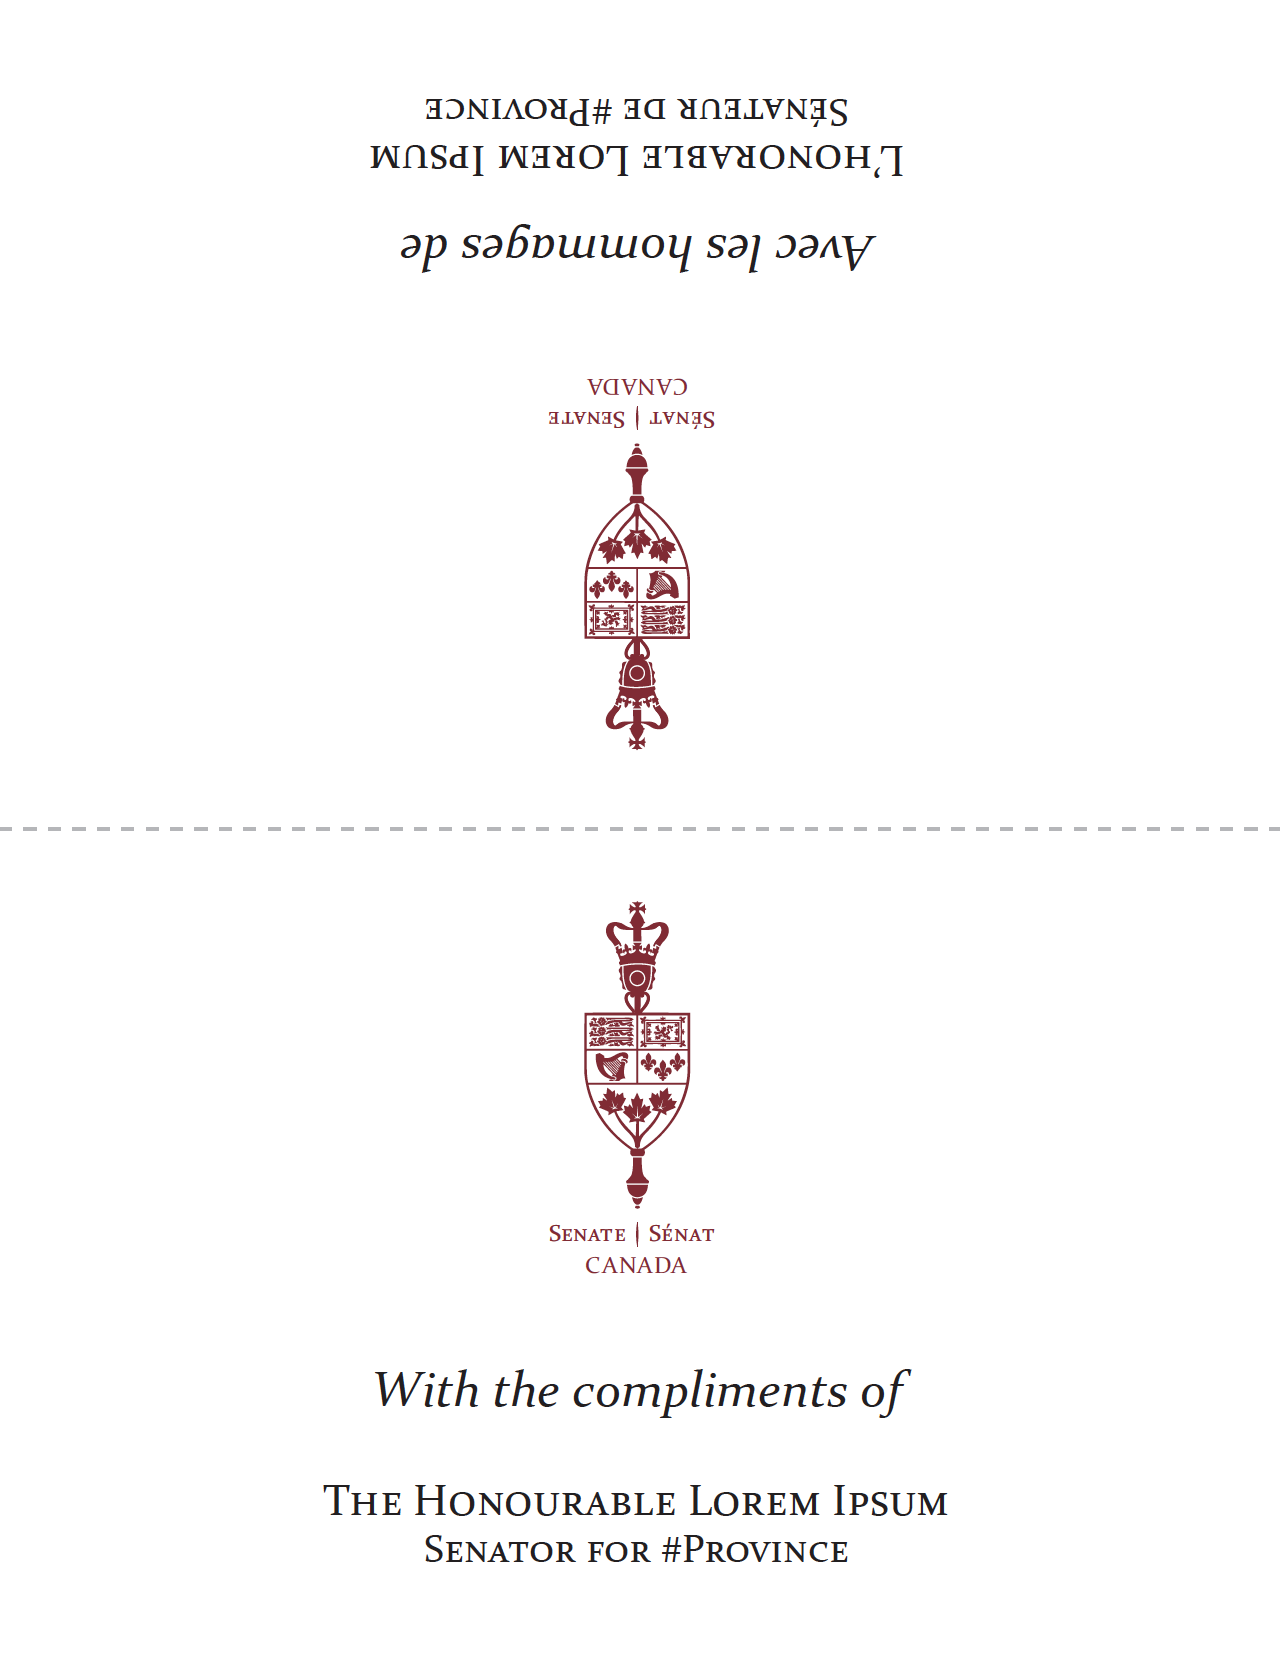 Sénateur de #Province
L’honorable Lorem Ipsum
Avec les hommages de
CANADA
Sénat | Senate
Senate | Sénat
CANADA
With the compliments of
The Honourable Lorem Ipsum
Senator for #Province